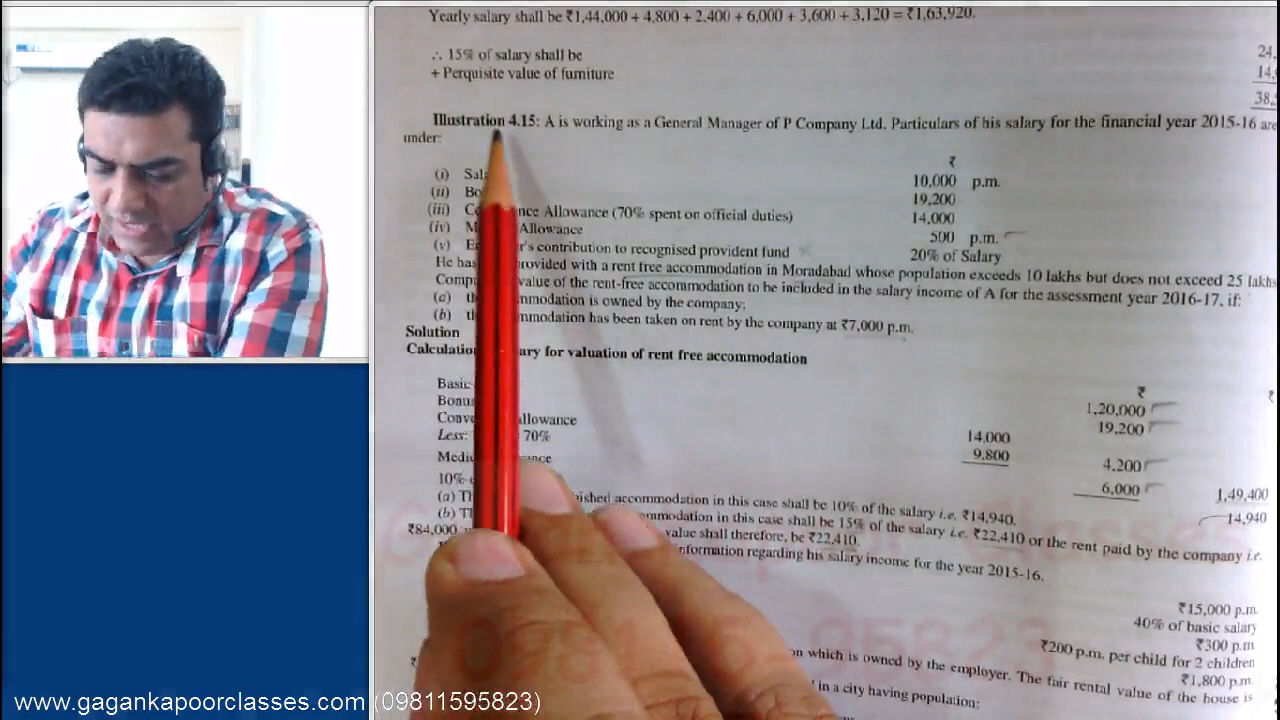 Yearly salary shall be ₹1,44,000 + 4,800 + 2.400 + 6,000 + 3,600 + 3,120 = ₹1,63,920.
∴ 15% of salary shall be 24,
+ Perquisite value of furniture 14,
38,
Illustration 4.15: A is working as a General Manager of P Company Ltd. Particulars of his salary for the financial year 2015-16 are
under:
₹
(i) 10,000 p.m.
(ii) 19,200
(iii) Allowance (70% spent on official duties) 14,000
(iv) Allowance 500 p.m.
(v) contribution to recognised provident fund 20% of Salary
He has provided with a rent free accommodation in Moradabad whose population exceeds 10 lakhs but does not exceed 25 lakhs
value of the rent-free accommodation to be included in the salary income of A for the assessment year 2016-17. if:
(a) is owned by the company;
(b) has been taken on rent by the company at ₹7,000 p.m.
Solution
for valuation of rent free accommodation
₹ ₹
Basic 1,20,000
19,200
14,000
Less: 70% 9,800 4,200
6,000 1,49,400
10% 14,940
(a) accommodation in this case shall be 10% of the salary i.e. ₹14,940.
(b) in this case shall be 15% of the salary i.e. ₹22,410 or the rent paid by the company i.e.
₹84,000 value shall therefore, be ₹22,410.
information regarding his salary income for the year 2015-16.
₹15,000 p.m.
40% of basic salary
₹300 p.m.
₹200 p.m. per child for 2 children
₹1,800 p.m.
which is owned by the employer. The fair rental value of the house is
in a city having population:
www.gagankapoorclasses.com (09811595823)